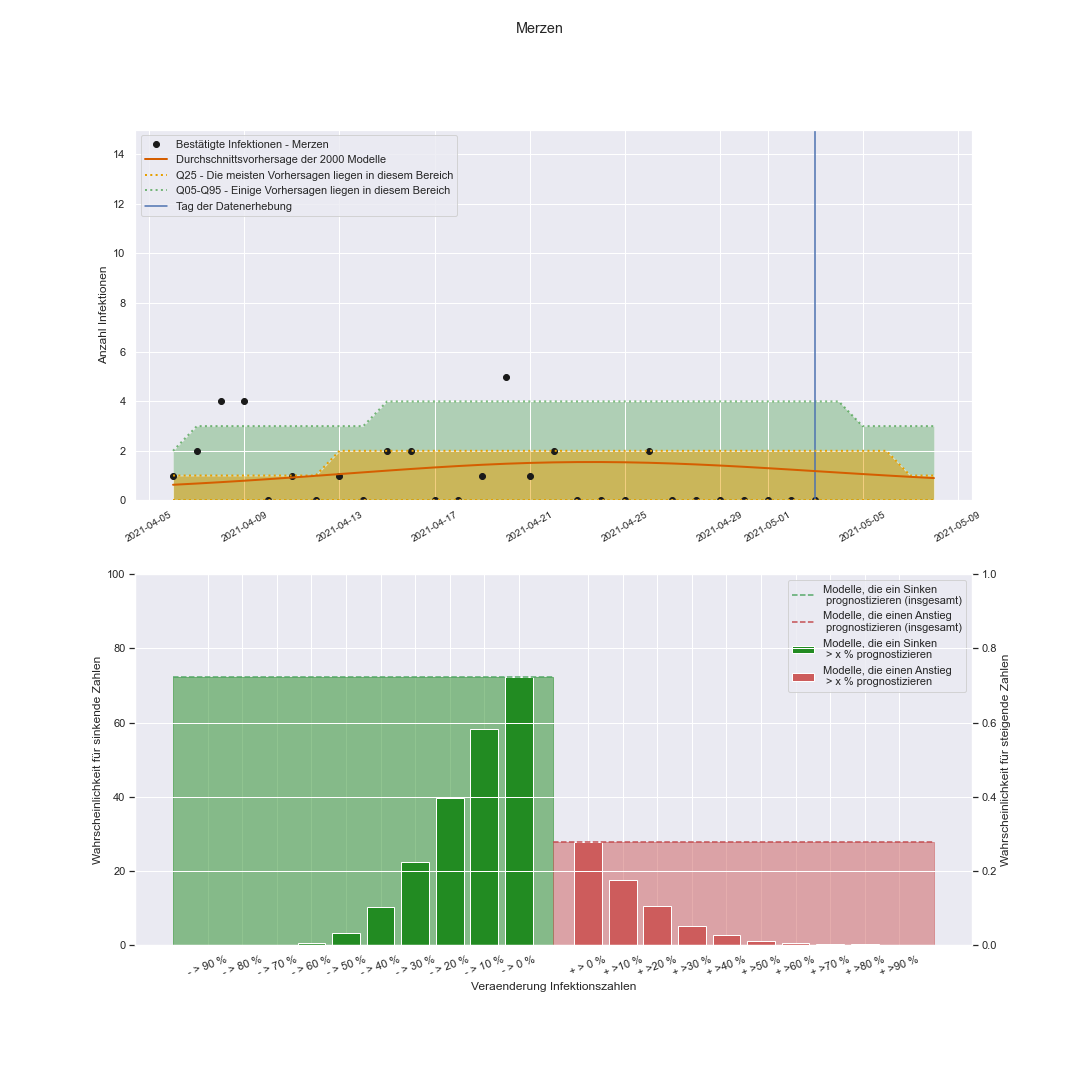 Merzen
14
12
10
8
6
4
2
0
Anzahl Infektionen
Bestätigte Infektionen - Merzen
Durchschnittsvorhersage der 2000 Modelle
Q25 - Die meisten Vorhersagen liegen in diesem Bereich
Q05-Q95 - Einige Vorhersagen liegen in diesem Bereich
Tag der Datenerhebung
2021-04-05
2021-04-09
2021-04-13
2021-04-17
2021-04-21
2021-04-25
2021-04-29
2021-05-01
2021-05-05
2021-05-09
100
80
60
40
20
0
Wahrscheinlichkeit für sinkende Zahlen
Modelle, die ein Sinken
prognostizieren (insgesamt)
Modelle, die einen Anstieg
prognostizieren (insgesamt)
Modelle, die ein Sinken
> x % prognostizieren
Modelle, die einen Anstieg
> x % prognostizieren
1.0
0.8
0.6
0.4
0.2
0.0
Wahrscheinlichkeit für steigende Zahlen
- > 90 %
- > 80 %
- > 70 %
- > 60 %
- > 50 %
- > 40 %
- > 30 %
- > 20 %
- > 10 %
- > 0 %
+ > 0 %
+ >10 %
+ >20 %
+ >30 %
+ >40 %
+ >50 %
+ >60 %
+ >70 %
+ >80 %
+ >90 %
Veraenderung Infektionszahlen